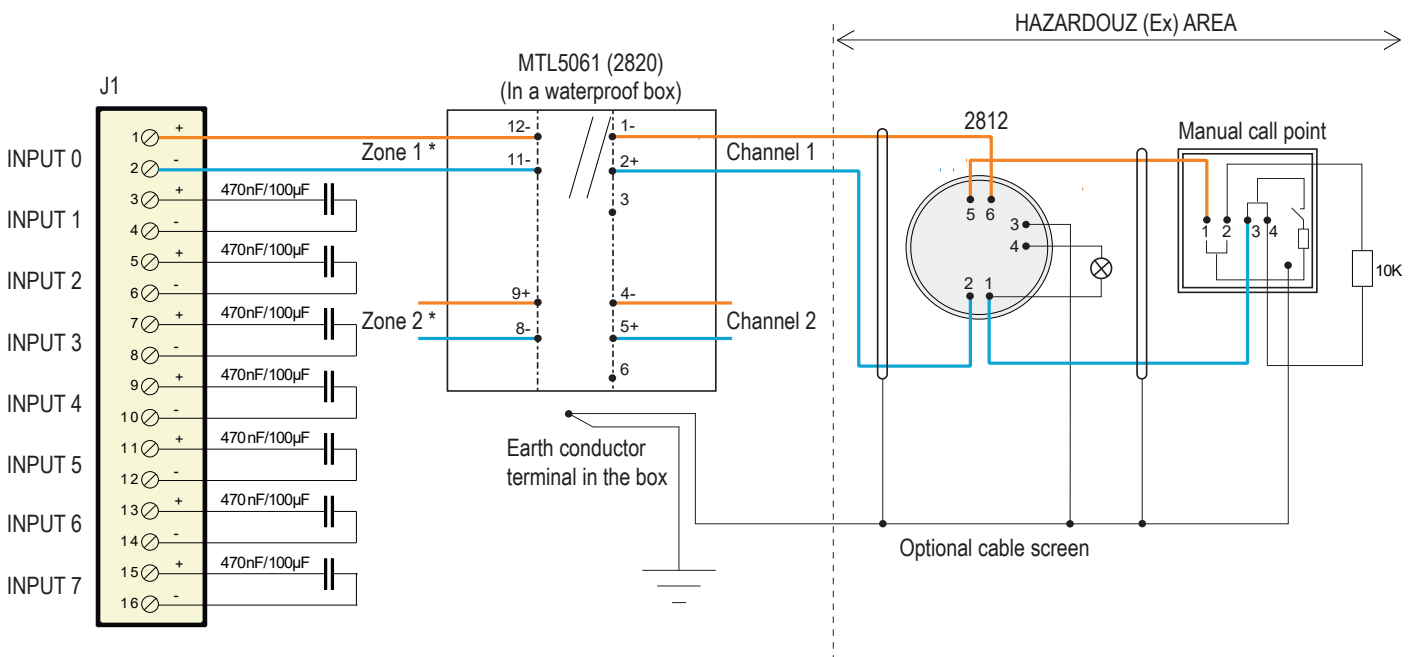 HAZARDOUZ (Ex) AREA
MTL5061 (2820)
(In a waterproof box)
J1
INPUT 0
INPUT 1
INPUT 2
INPUT 3
INPUT 4
INPUT 5
INPUT 6
INPUT 7
1 +
2 -
3 + 470nF/100µF
4 -
5 + 470nF/100µF
6 -
7 + 470nF/100µF
8 -
9 + 470nF/100µF
10 -
11 + 470nF/100µF
12 -
13 + 470nF/100µF
14 -
15 + 470nF/100µF
16 -
Zone 1 *
12-
11-
1-
2+
3
Channel 1
Zone 2 *
9+
8-
4-
5+
6
Channel 2
Earth conductor
terminal in the box
2812
5 6
3
4
2 1
Manual call point
1 2 3 4
10K
Optional cable screen